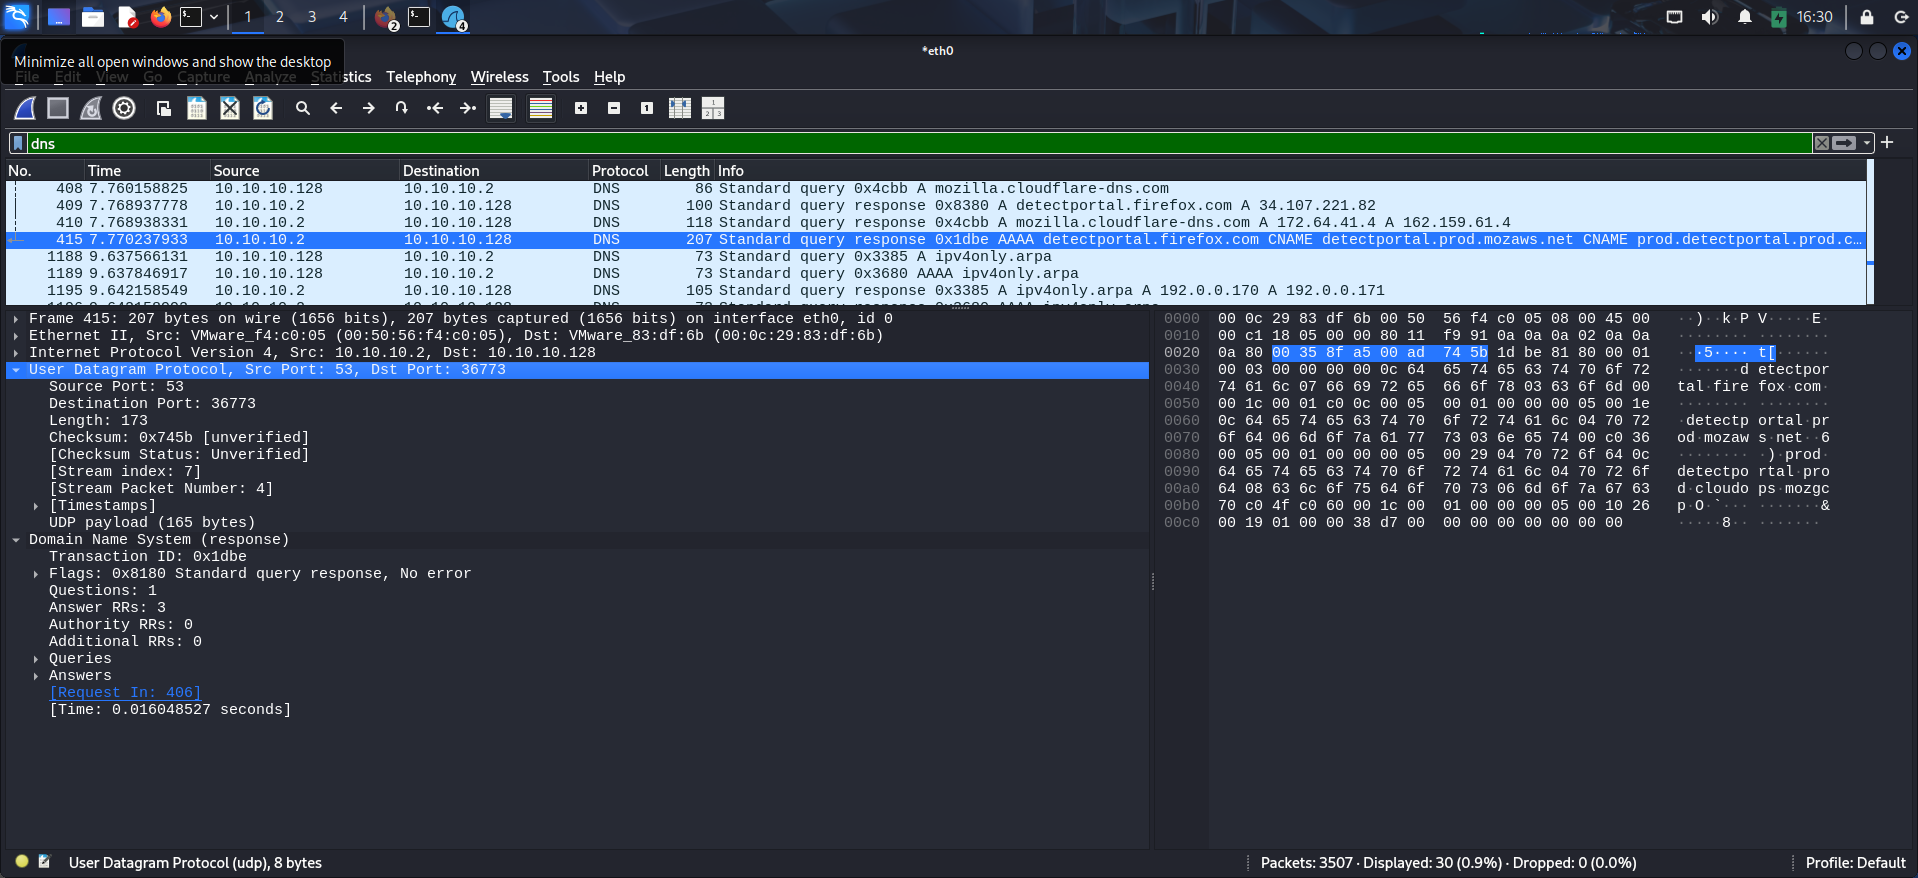 1 2 3 4 2 4 16:30
*eth0
Minimize all open windows and show the desktop
File Edit View Go Capture Analyze Statistics Telephony Wireless Tools Help
dns
No. Time Source Destination Protocol Length Info
408 7.760158825 10.10.10.128 10.10.10.2 DNS 86 Standard query 0x4cbb A mozilla.cloudflare-dns.com
409 7.768937778 10.10.10.2 10.10.10.128 DNS 100 Standard query response 0x8380 A detectportal.firefox.com A 34.107.221.82
410 7.768938331 10.10.10.2 10.10.10.128 DNS 118 Standard query response 0x4cbb A mozilla.cloudflare-dns.com A 172.64.41.4 A 162.159.61.4
415 7.770237933 10.10.10.2 10.10.10.128 DNS 207 Standard query response 0x1dbe AAAA detectportal.firefox.com CNAME detectportal.prod.mozaws.net CNAME prod.detectportal.prod.c…
1188 9.637566131 10.10.10.128 10.10.10.2 DNS 73 Standard query 0x3385 A ipv4only.arpa
1189 9.637846917 10.10.10.128 10.10.10.2 DNS 73 Standard query 0x3680 AAAA ipv4only.arpa
1195 9.642158549 10.10.10.2 10.10.10.128 DNS 105 Standard query response 0x3385 A ipv4only.arpa A 192.0.0.170 A 192.0.0.171
Frame 415: 207 bytes on wire (1656 bits), 207 bytes captured (1656 bits) on interface eth0, id 0
Ethernet II, Src: VMware_f4:c0:05 (00:50:56:f4:c0:05), Dst: VMware_83:df:6b (00:0c:29:83:df:6b)
Internet Protocol Version 4, Src: 10.10.10.2, Dst: 10.10.10.128
User Datagram Protocol, Src Port: 53, Dst Port: 36773
Source Port: 53
Destination Port: 36773
Length: 173
Checksum: 0x745b [unverified]
[Checksum Status: Unverified]
[Stream index: 7]
[Stream Packet Number: 4]
[Timestamps]
UDP payload (165 bytes)
Domain Name System (response)
Transaction ID: 0x1dbe
Flags: 0x8180 Standard query response, No error
Questions: 1
Answer RRs: 3
Authority RRs: 0
Additional RRs: 0
Queries
Answers
[Request In: 406]
[Time: 0.016048527 seconds]
0000 00 0c 29 83 df 6b 00 50 56 f4 c0 05 08 00 45 00 ··)··k·P V·····E·
0010 00 c1 18 05 00 00 80 11 f9 91 0a 0a 0a 02 0a 0a ········ ········
0020 0a 80 00 35 8f a5 00 ad 74 5b 1d be 81 80 00 01 ···5···· t[······
0030 00 03 00 00 00 00 0c 64 65 74 65 63 74 70 6f 72 ·······d etectpor
0040 74 61 6c 07 66 69 72 65 66 6f 78 03 63 6f 6d 00 tal·fire fox·com·
0050 00 1c 00 01 c0 0c 00 05 00 01 00 00 00 05 00 1e ········ ········
0060 0c 64 65 74 65 63 74 70 6f 72 74 61 6c 04 70 72 ·detectp ortal·pr
0070 6f 64 06 6d 6f 7a 61 77 73 03 6e 65 74 00 c0 36 od·mozaw s·net··6
0080 00 05 00 01 00 00 00 05 00 29 04 70 72 6f 64 0c ········ ·)·prod·
0090 64 65 74 65 63 74 70 6f 72 74 61 6c 04 70 72 6f detectpo rtal·pro
00a0 64 08 63 6c 6f 75 64 6f 70 73 06 6d 6f 7a 67 63 d·cloudo ps·mozgc
00b0 70 c0 4f c0 60 00 1c 00 01 00 00 00 05 00 10 26 p·O·`··· ·······&
00c0 00 19 01 00 00 38 d7 00 00 00 00 00 00 00 00 ·····8·· ·······
User Datagram Protocol (udp), 8 bytes
Packets: 3507 · Displayed: 30 (0.9%) · Dropped: 0 (0.0%)
Profile: Default